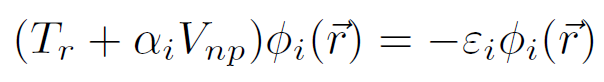 (T_r + α_i V_{np})ϕ_i(r⃗) = −ε_i ϕ_i(r⃗)